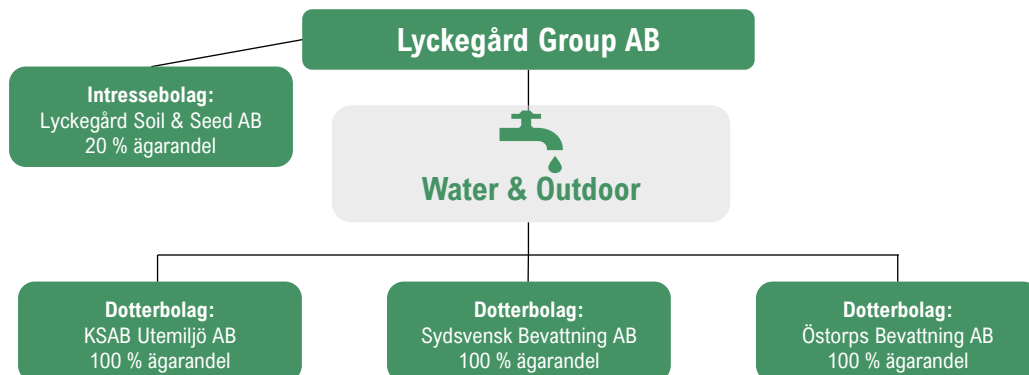 Lyckegård Group AB
Intressebolag:
Lyckegård Soil & Seed AB
20 % ägarandel
Water & Outdoor
Dotterbolag:
KSAB Utemiljö AB
100 % ägarandel
Dotterbolag:
Sydsvensk Bevattning AB
100 % ägarandel
Dotterbolag:
Östorps Bevattning AB
100 % ägarandel